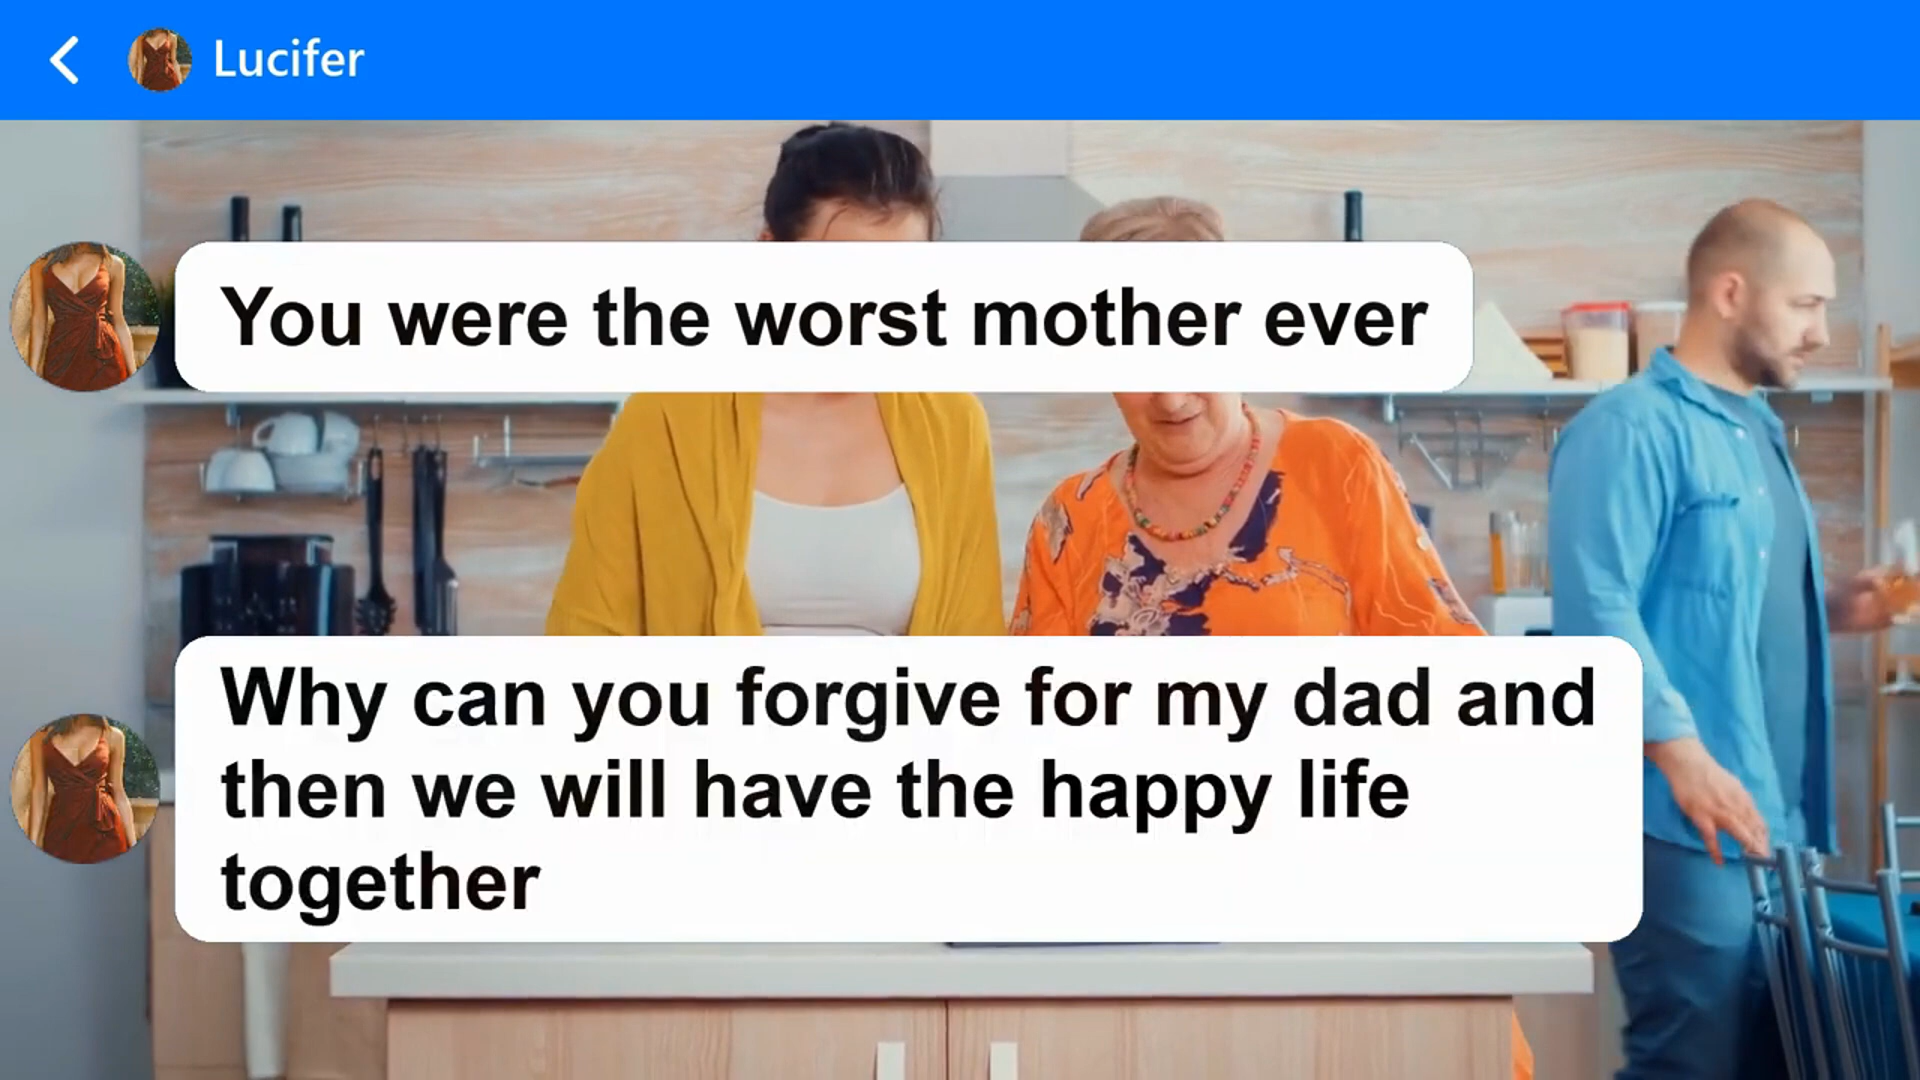 Lucifer
You were the worst mother ever
Why can you forgive for my dad and
then we will have the happy life
together